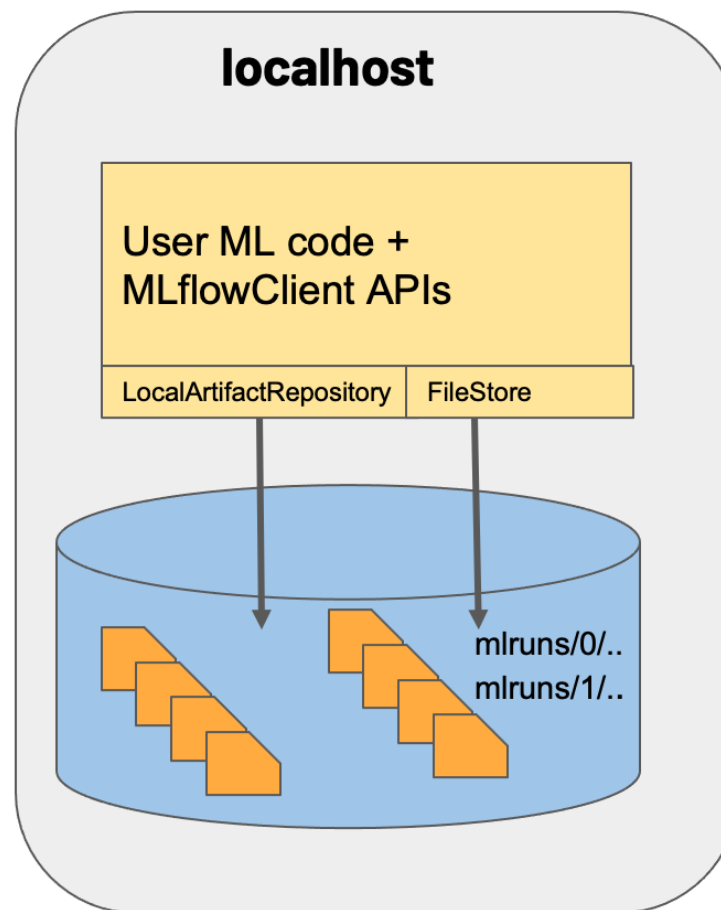 localhost
User ML code +
MLflowClient APIs
LocalArtifactRepository
FileStore
mlruns/0/..
mlruns/1/..